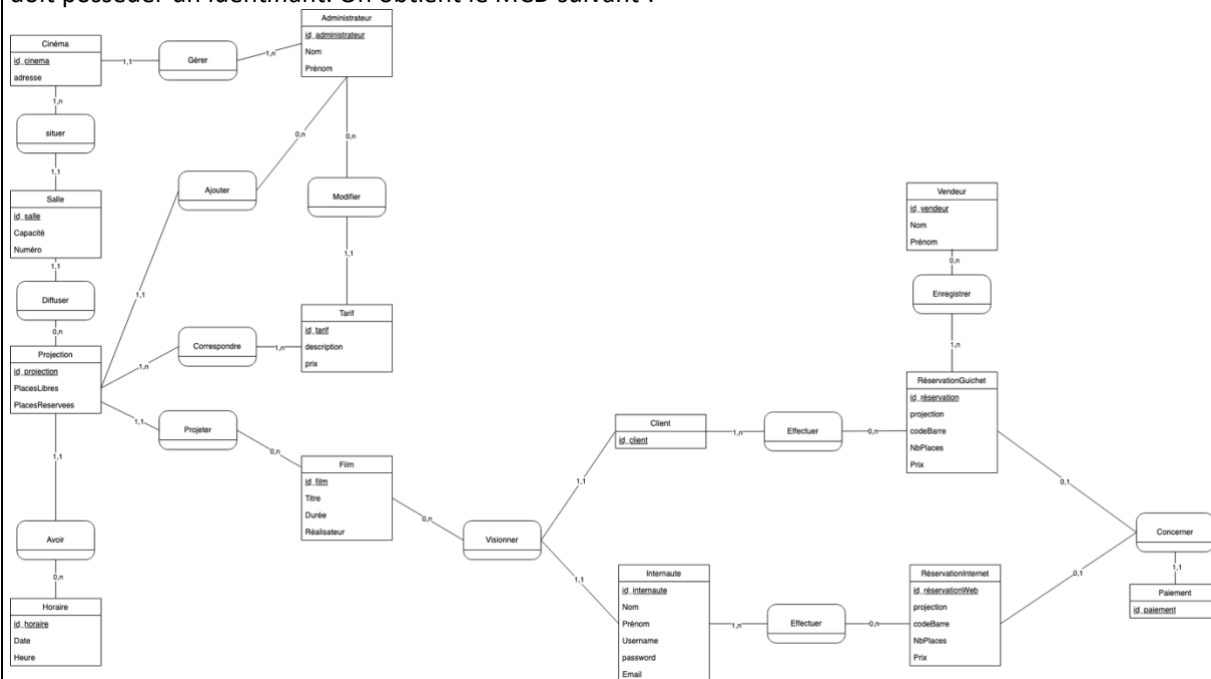 doit posséder un identifiant. On obtient le MCD suivant :
Administrateur
id_administrateur
Nom
Prénom
Cinéma
id_cinema
adresse
1,1
Gérer
1,n
1,n
situer
1,1
Salle
id_salle
Capacité
Numéro
1,1
Diffuser
0,n
Projection
id_projection
PlacesLibres
PlacesReservees
0,n
Ajouter
1,1
0,n
Modifier
1,1
Tarif
id_tarif
description
prix
1,n
Correspondre
1,n
1,1
Projeter
0,n
Film
id_film
Titre
Durée
Réalisateur
1,1
Avoir
0,n
Horaire
id_horaire
Date
Heure
0,n
Visionner
1,1
1,1
Client
id_client
1,n
Effectuer
0,n
Vendeur
id_vendeur
Nom
Prénom
0,n
Enregistrer
1,n
RéservationGuichet
id_réservation
projection
codeBarre
NbPlaces
Prix
0,1
Internaute
id_internaute
Nom
Prénom
Username
password
Email
1,n
Effectuer
0,n
RéservationInternet
id_réservationWeb
projection
codeBarre
NbPlaces
Prix
0,1
Concerner
1,1
Paiement
id_paiement